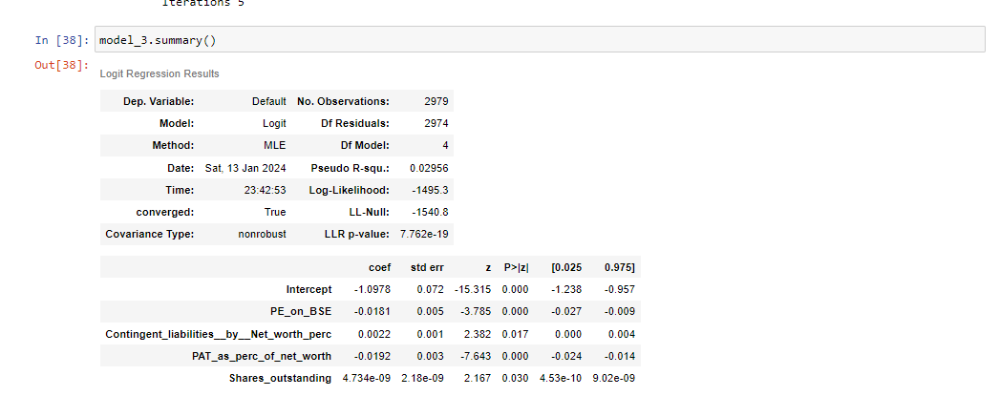 Iterations 5
In [38]: model_3.summary()
Out[38]:
Logit Regression Results
Dep. Variable: Default No. Observations: 2979
Model: Logit Df Residuals: 2974
Method: MLE Df Model: 4
Date: Sat, 13 Jan 2024 Pseudo R-squ.: 0.02956
Time: 23:42:53 Log-Likelihood: -1495.3
converged: True LL-Null: -1540.8
Covariance Type: nonrobust LLR p-value: 7.762e-19
coef std err z P>|z| [0.025 0.975]
Intercept -1.0978 0.072 -15.315 0.000 -1.238 -0.957
PE_on_BSE -0.0181 0.005 -3.785 0.000 -0.027 -0.009
Contingent_liabilities__by__Net_worth_perc 0.0022 0.001 2.382 0.017 0.000 0.004
PAT_as_perc_of_net_worth -0.0192 0.003 -7.643 0.000 -0.024 -0.014
Shares_outstanding 4.734e-09 2.18e-09 2.167 0.030 4.53e-10 9.02e-09